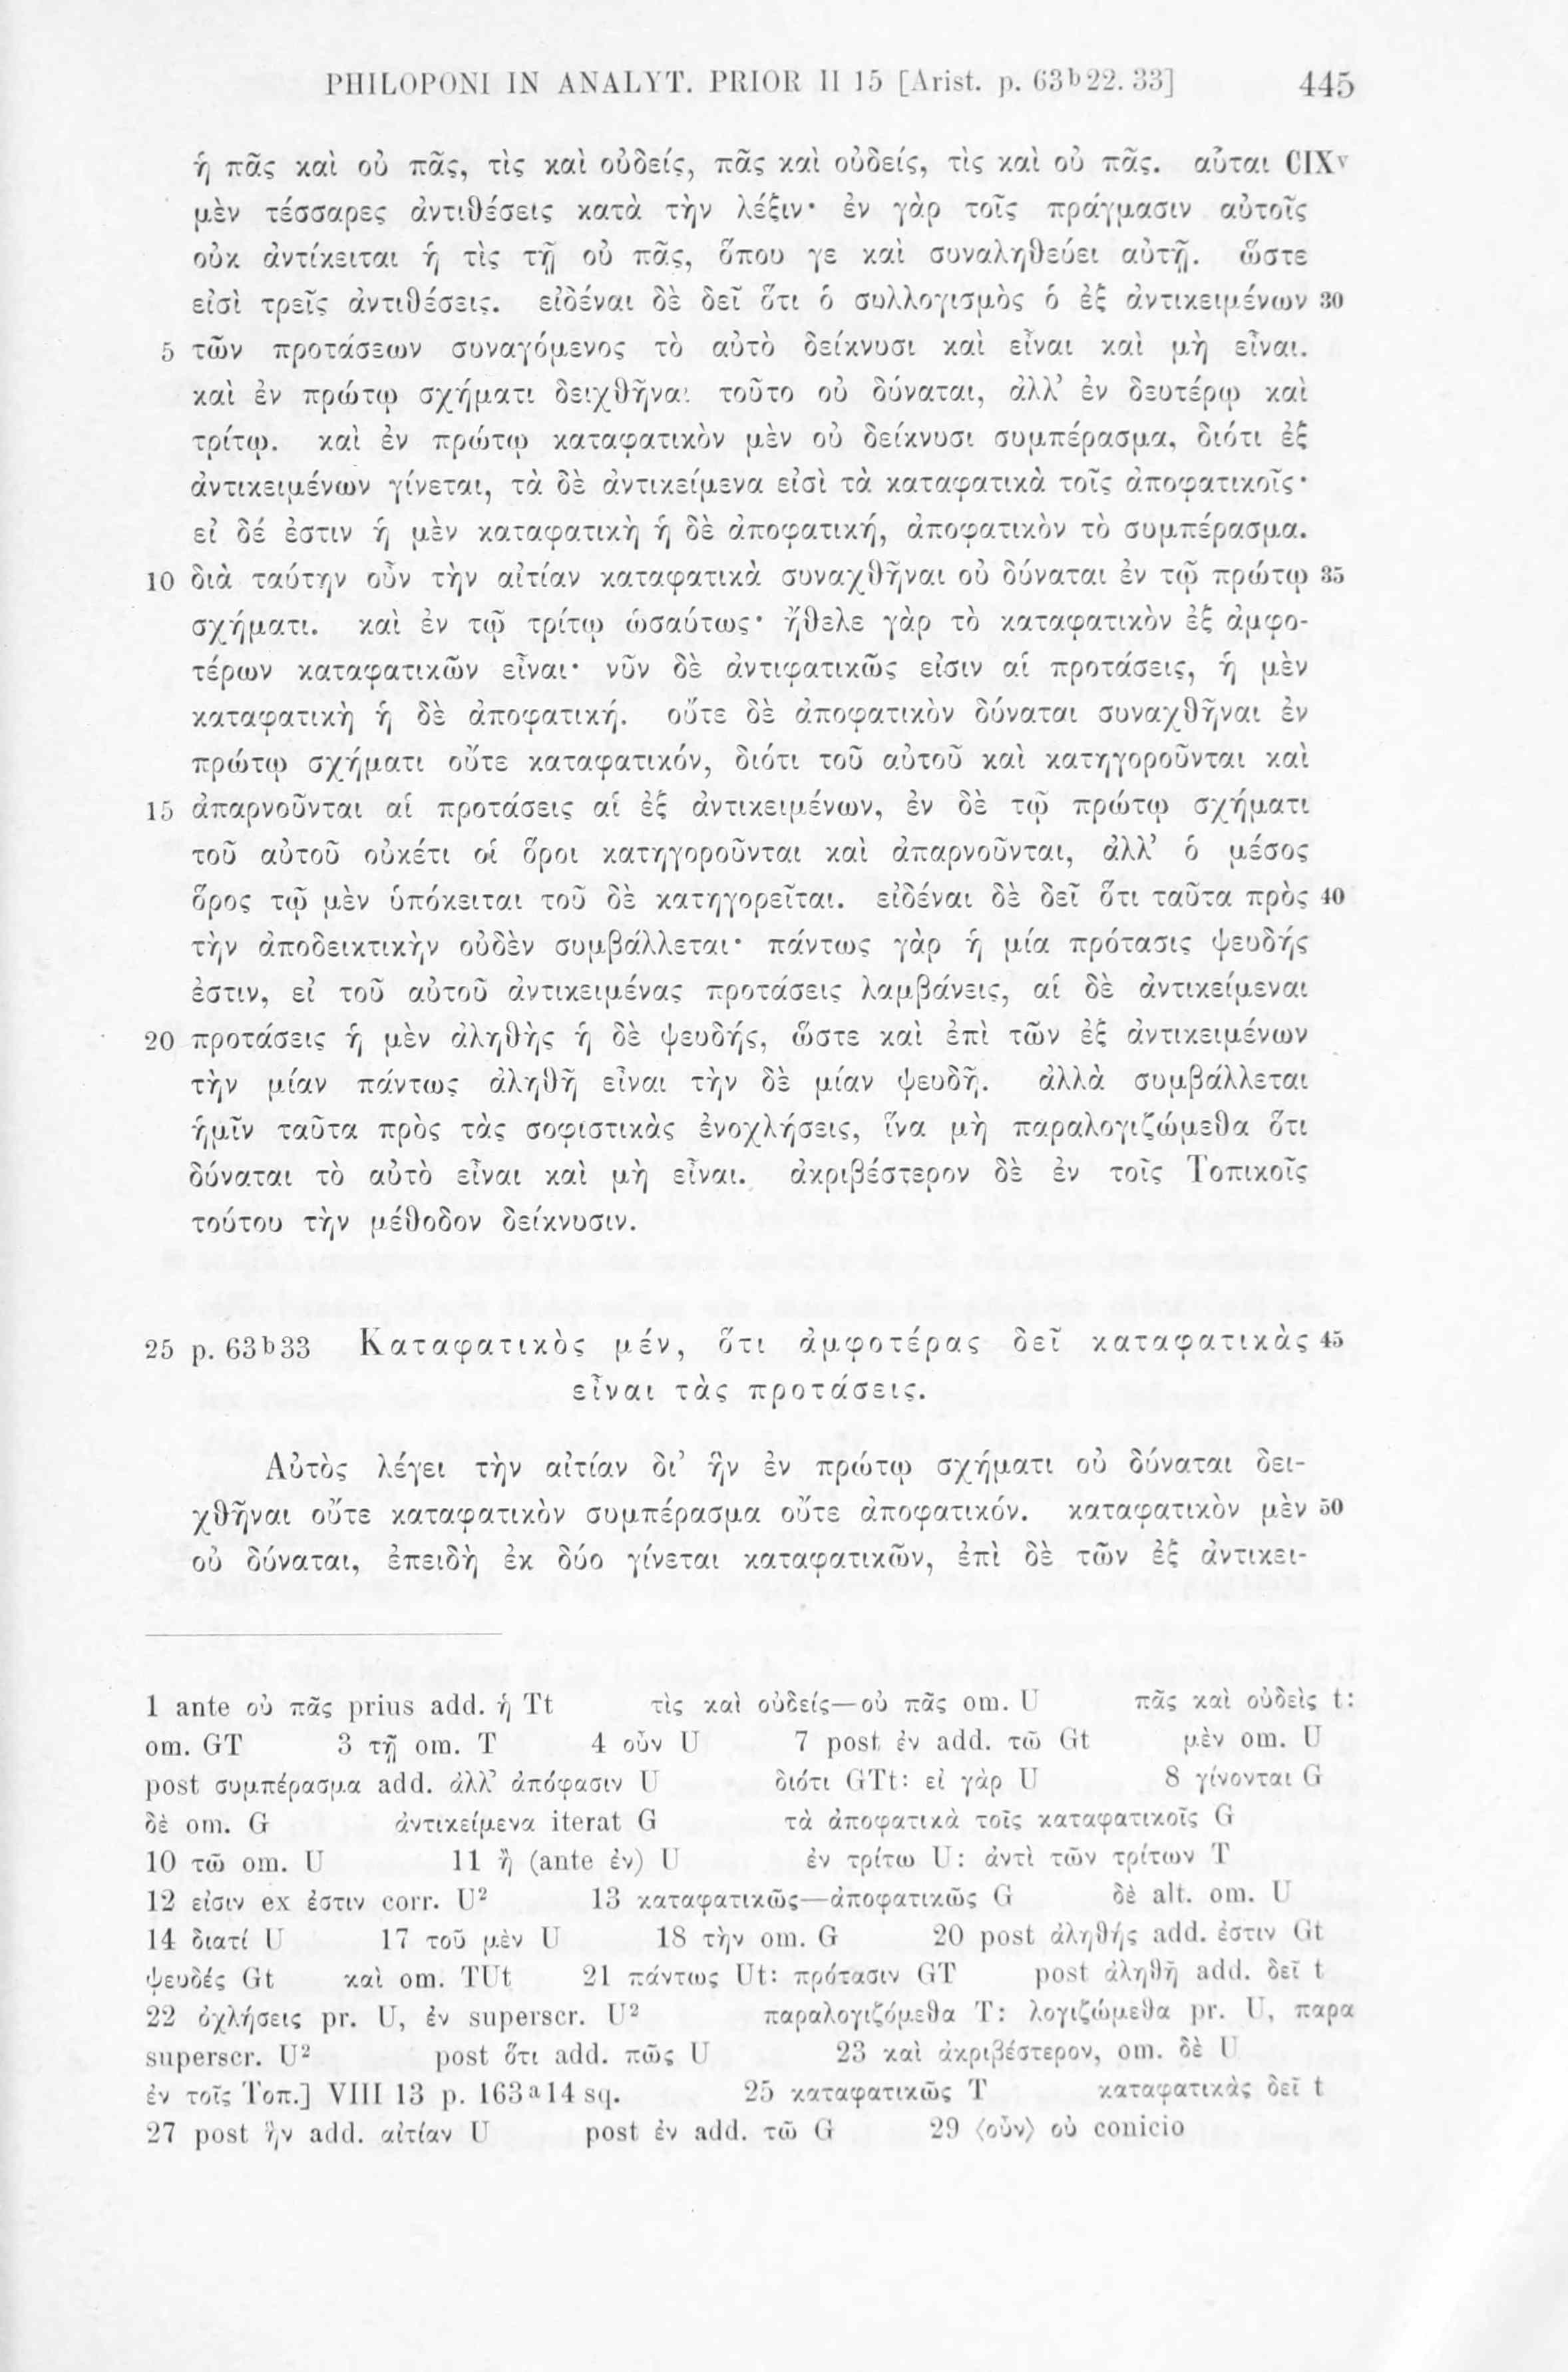 PHILOPONI IN ANALYT. PRIOR II 15 [Arist. p. 63ᵇ22. 33] 445
ἡ πᾶς καὶ οὐ πᾶς, τὶς καὶ οὐδείς, πᾶς καὶ οὐδείς, τὶς καὶ οὐ πᾶς. αὗται CIXᵛ
μὲν τέσσαρες ἀντιθέσεις κατὰ τὴν λέξιν· ἐν γὰρ τοῖς πράγμασιν αὐτοῖς
οὐκ ἀντίκειται ἡ τὶς τῇ οὐ πᾶς, ὅπου γε καὶ συναληθεύει αὐτῇ. ὥστε
εἰσὶ τρεῖς ἀντιθέσεις. εἰδέναι δὲ δεῖ ὅτι ὁ συλλογισμὸς ὁ ἐξ ἀντικειμένων 30
5 τῶν προτάσεων συναγόμενος τὸ αὐτὸ δείκνυσι καὶ εἶναι καὶ μὴ εἶναι.
καὶ ἐν πρώτῳ σχήματι δειχθῆναι τοῦτο οὐ δύναται, ἀλλ’ ἐν δευτέρῳ καὶ
τρίτῳ. καὶ ἐν πρώτῳ καταφατικὸν μὲν οὐ δείκνυσι συμπέρασμα, διότι ἐξ
ἀντικειμένων γίνεται, τὰ δὲ ἀντικείμενα εἰσὶ τὰ καταφατικὰ τοῖς ἀποφατικοῖς·
εἰ δέ ἐστιν ἡ μὲν καταφατικὴ ἡ δὲ ἀποφατική, ἀποφατικὸν τὸ συμπέρασμα.
10 διὰ ταύτην οὖν τὴν αἰτίαν καταφατικὰ συναχθῆναι οὐ δύναται ἐν τῷ πρώτῳ 35
σχήματι. καὶ ἐν τῷ τρίτῳ ὡσαύτως· ἤθελε γὰρ τὸ καταφατικὸν ἐξ ἀμφο-
τέρων καταφατικῶν εἶναι· νῦν δὲ ἀντιφατικῶς εἰσιν αἱ προτάσεις, ἡ μὲν
καταφατικὴ ἡ δὲ ἀποφατική. οὔτε δὲ ἀποφατικὸν δύναται συναχθῆναι ἐν
πρώτῳ σχήματι οὔτε καταφατικόν, διότι τοῦ αὐτοῦ καὶ κατηγοροῦνται καὶ
15 ἀπαρνοῦνται αἱ προτάσεις αἱ ἐξ ἀντικειμένων, ἐν δὲ τῷ πρώτῳ σχήματι
τοῦ αὐτοῦ οὐκέτι οἱ ὅροι κατηγοροῦνται καὶ ἀπαρνοῦνται, ἀλλ’ ὁ μέσος
ὅρος τῷ μὲν ὑπόκειται τοῦ δὲ κατηγορεῖται. εἰδέναι δὲ δεῖ ὅτι ταῦτα πρὸς 40
τὴν ἀποδεικτικὴν οὐδὲν συμβάλλεται· πάντως γὰρ ἡ μία πρότασις ψευδής
ἐστιν, εἰ τοῦ αὐτοῦ ἀντικειμένας προτάσεις λαμβάνεις, αἱ δὲ ἀντικείμεναι
20 προτάσεις ἡ μὲν ἀληθὴς ἡ δὲ ψευδής, ὥστε καὶ ἐπὶ τῶν ἐξ ἀντικειμένων
τὴν μίαν πάντως ἀληθῆ εἶναι τὴν δὲ μίαν ψευδῆ. ἀλλὰ συμβάλλεται
ἡμῖν ταῦτα πρὸς τὰς σοφιστικὰς ἐνοχλήσεις, ἵνα μὴ παραλογιζώμεθα ὅτι
δύναται τὸ αὐτὸ εἶναι καὶ μὴ εἶναι. ἀκριβέστερον δὲ ἐν τοῖς Τοπικοῖς
τούτου τὴν μέθοδον δείκνυσιν.
25 p. 63ᵇ33 Καταφατικὸς μέν, ὅτι ἀμφοτέρας δεῖ καταφατικὰς 45
εἶναι τὰς προτάσεις.
Αὐτὸς λέγει τὴν αἰτίαν δι’ ἣν ἐν πρώτῳ σχήματι οὐ δύναται δει-
χθῆναι οὔτε καταφατικὸν συμπέρασμα οὔτε ἀποφατικόν. καταφατικὸν μὲν 50
οὐ δύναται, ἐπειδὴ ἐκ δύο γίνεται καταφατικῶν, ἐπὶ δὲ τῶν ἐξ ἀντικει-
1 ante οὐ πᾶς prius add. ἡ Tt τὶς καὶ οὐδείς—οὐ πᾶς om. U πᾶς καὶ οὐδεὶς t:
om. GT 3 τῇ om. T 4 οὖν U 7 post ἐν add. τῶ Gt μὲν om. U
post συμπέρασμα add. ἀλλ’ ἀπόφασιν U διότι GTt: εἰ γὰρ U 8 γίνονται G
δὲ om. G ἀντικείμενα iterat G τὰ ἀποφατικὰ τοῖς καταφατικοῖς G
10 τῶ om. U 11 ἢ (ante ἐν) U ἐν τρίτω U: ἀντὶ τῶν τρίτων T
12 εἰσιν ex ἐστιν corr. U² 13 καταφατικῶς—ἀποφατικῶς G δὲ alt. om. U
14 διατί U 17 τοῦ μὲν U 18 τὴν om. G 20 post ἀληθής add. ἐστιν Gt
ψευδές Gt καὶ om. TUt 21 πάντως Ut: πρότασιν GT post ἀληθῆ add. δεῖ t
22 ὀχλήσεις pr. U, ἐν superscr. U² παραλογιζόμεθα T: λογιζώμεθα pr. U, παρα
superscr. U² post ὅτι add. πῶς U 23 καὶ ἀκριβέστερον, om. δὲ U
ἐν τοῖς Τοπ.] VIII 13 p. 163ᵃ14 sq. 25 καταφατικῶς T καταφατικὰς δεῖ t
27 post ἣν add. αἰτίαν U post ἐν add. τῶ G 29 ⟨οὖν⟩ οὐ conicio